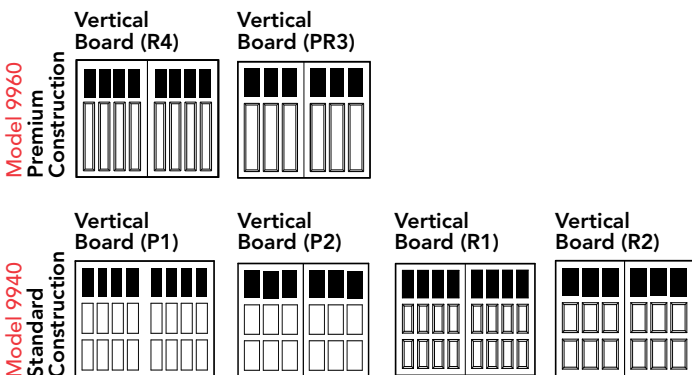 Model 9960
Premium
Construction
Vertical
Board (R4)
Vertical
Board (PR3)
Model 9940
Standard
Construction
Vertical
Board (P1)
Vertical
Board (P2)
Vertical
Board (R1)
Vertical
Board (R2)